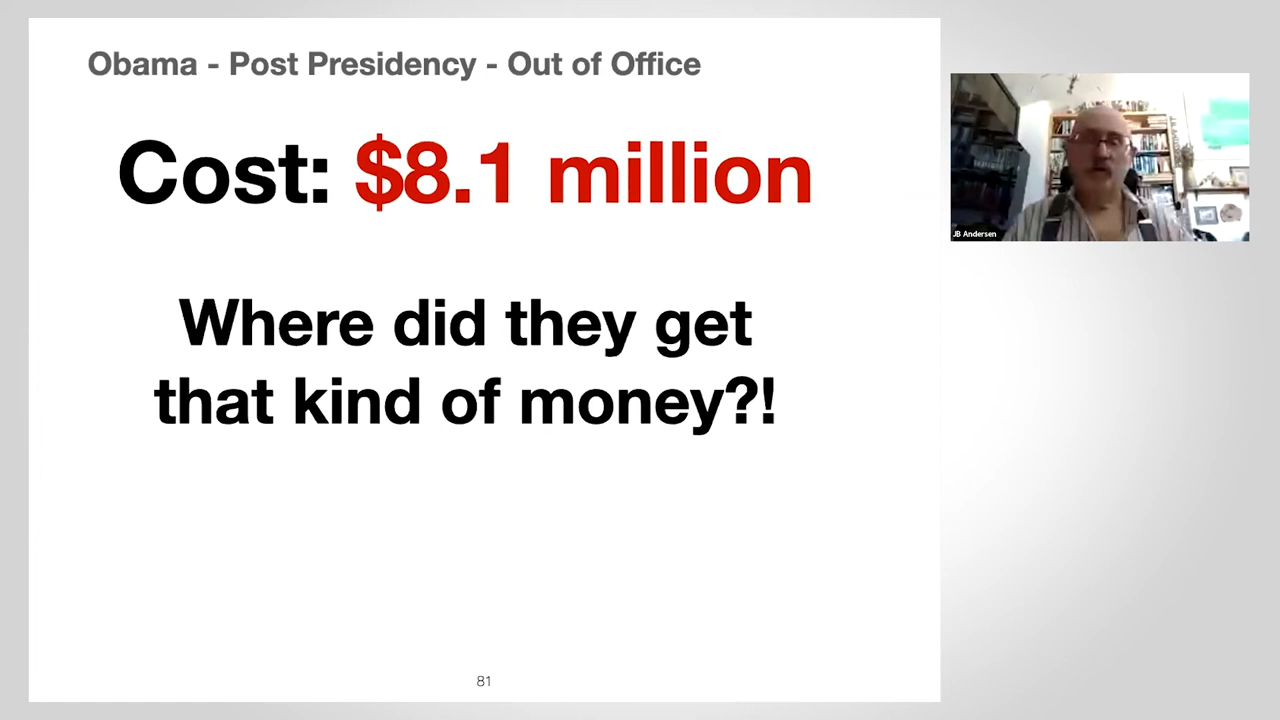 Obama - Post Presidency - Out of Office
Cost: $8.1 million
Where did they get
that kind of money?!
81
JB Andersen